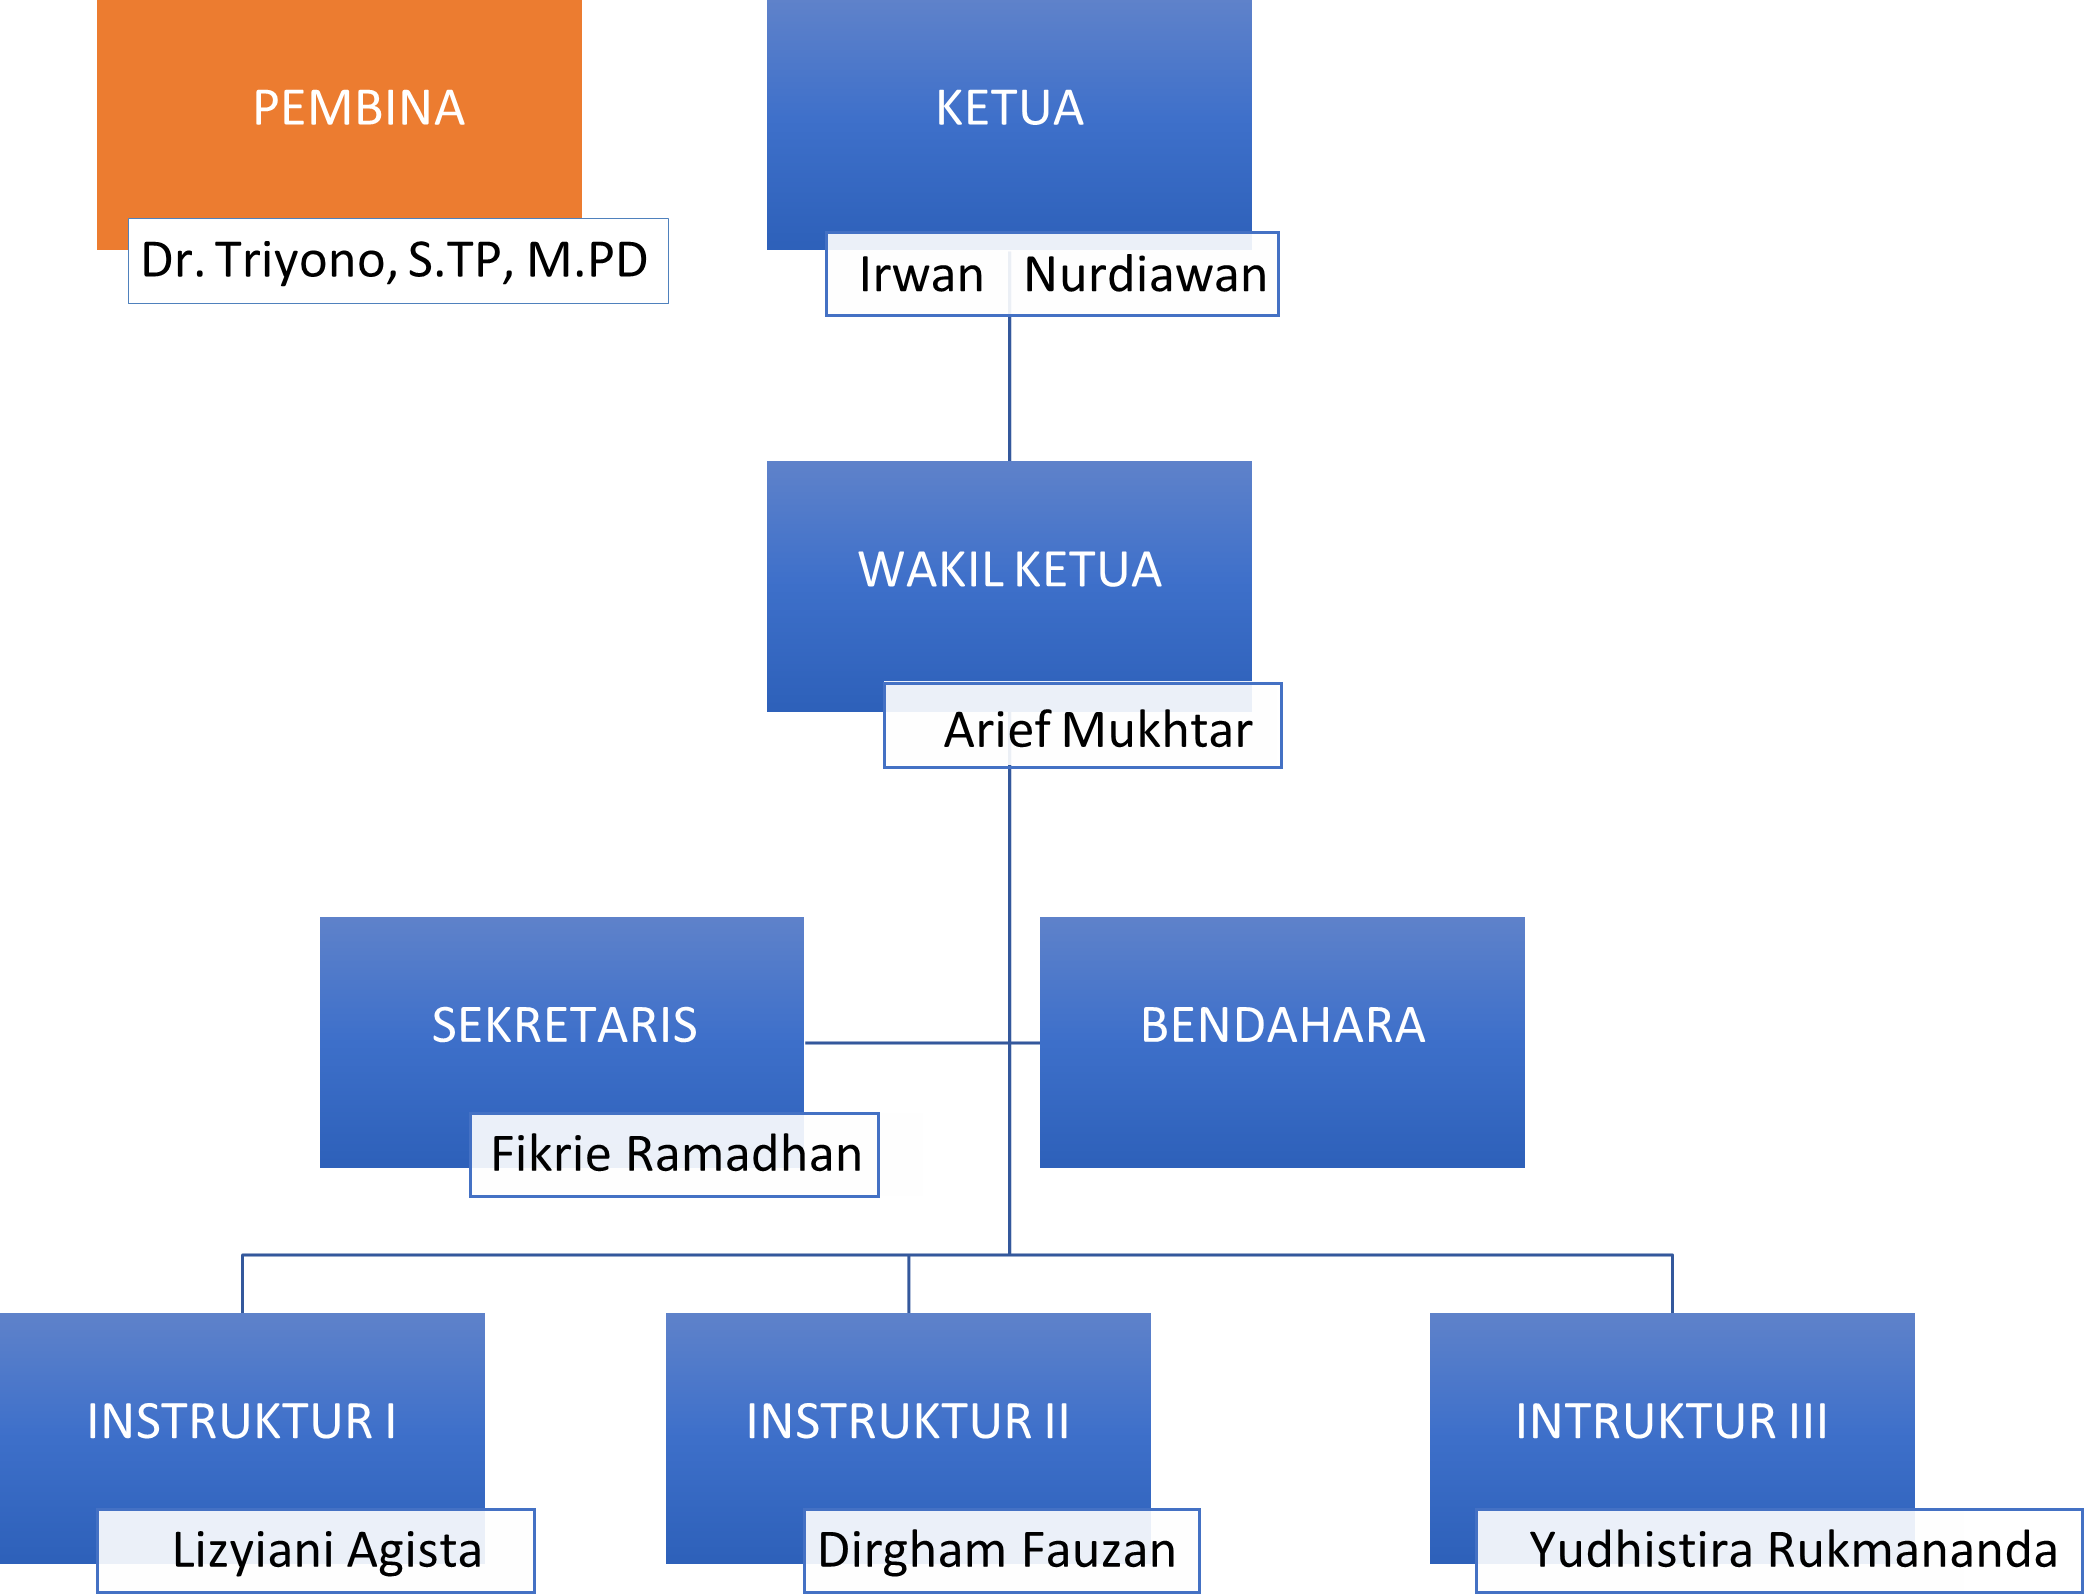 PEMBINA
Dr. Triyono, S.TP, M.PD
KETUA
Irwan Nurdiawan
WAKIL KETUA
Arief Mukhtar
SEKRETARIS
Fikrie Ramadhan
BENDAHARA
INSTRUKTUR I
Lizyiani Agista
INSTRUKTUR II
Dirgham Fauzan
INTRUKTUR III
Yudhistira Rukmananda